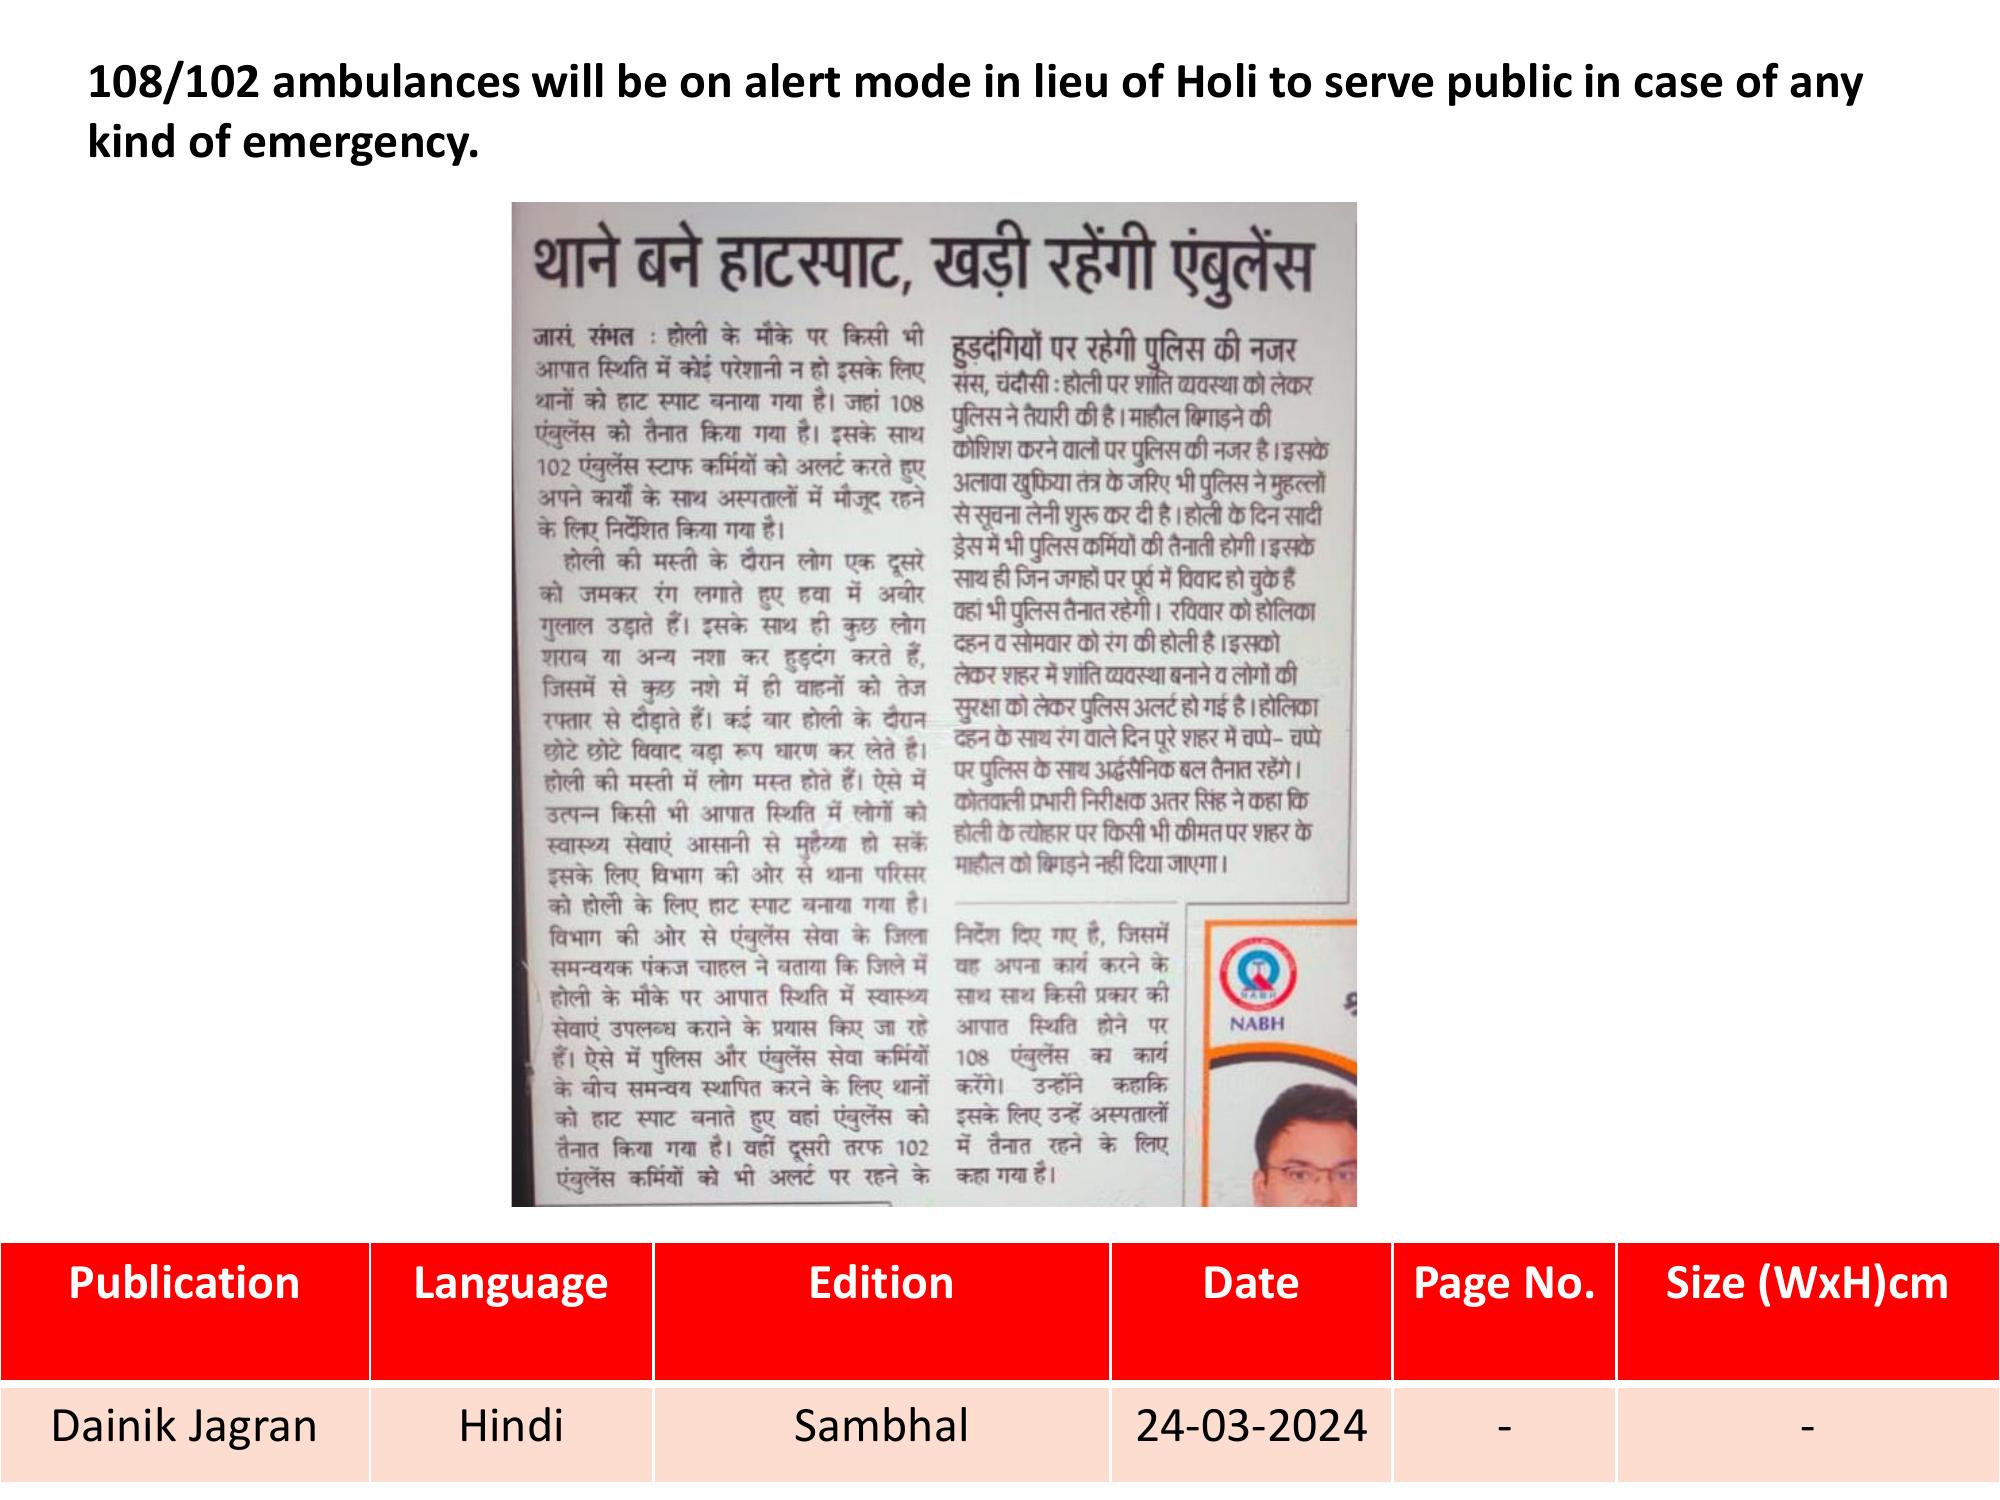 108/102 ambulances will be on alert mode in lieu of Holi to serve public in case of any
kind of emergency.
थाने बने हाटस्पाट, खड़ी रहेंगी एंबुलेंस
जासं, संभल : होली के मौके पर किसी भी
आपात स्थिति में कोई परेशानी न हो इसके लिए
थानों को हाट स्पाट बनाया गया है। जहां 108
एंबुलेंस को तैनात किया गया है। इसके साथ
102 एंबुलेंस स्टाफ कर्मियों को अलर्ट करते हुए
अपने कार्यों के साथ अस्पतालों में मौजूद रहने
के लिए निर्देशित किया गया है।
होली की मस्ती के दौरान लोग एक दूसरे
को जमकर रंग लगाते हुए हवा में अबीर
गुलाल उड़ाते हैं। इसके साथ ही कुछ लोग
शराब या अन्य नशा कर हुड़दंग करते हैं,
जिसमें से कुछ नशे में ही वाहनों को तेज
रफ्तार से दौड़ाते हैं। कई बार होली के दौरान
छोटे छोटे विवाद बड़ा रूप धारण कर लेते है।
होली की मस्ती में लोग मस्त होते हैं। ऐसे में
उत्पन्न किसी भी आपात स्थिति में लोगों को
स्वास्थ्य सेवाएं आसानी से मुहैय्या हो सकें
इसके लिए विभाग की ओर से थाना परिसर
को होली के लिए हाट स्पाट बनाया गया है।
विभाग की ओर से एंबुलेंस सेवा के जिला
समन्वयक पंकज चाहल ने बताया कि जिले में
होली के मौके पर आपात स्थिति में स्वास्थ्य
सेवाएं उपलब्ध कराने के प्रयास किए जा रहे
हैं। ऐसे में पुलिस और एंबुलेंस सेवा कर्मियों
के बीच समन्वय स्थापित करने के लिए थानों
को हाट स्पाट बनाते हुए वहां एंबुलेंस को
तैनात किया गया है। वहीं दूसरी तरफ 102
एंबुलेंस कर्मियों को भी अलर्ट पर रहने के
हुड़दंगियों पर रहेगी पुलिस की नजर
संस, चंदौसी : होली पर शांति व्यवस्था को लेकर
पुलिस ने तैयारी की है। माहौल बिगाड़ने की
कोशिश करने वालों पर पुलिस की नजर है। इसके
अलावा खुफिया तंत्र के जरिए भी पुलिस ने मुहल्लों
से सूचना लेनी शुरू कर दी है। होली के दिन सादी
ड्रेस में भी पुलिस कर्मियों की तैनाती होगी। इसके
साथ ही जिन जगहों पर पूर्व में विवाद हो चुके हैं
वहां भी पुलिस तैनात रहेगी। रविवार को होलिका
दहन व सोमवार को रंग की होली है। इसको
लेकर शहर में शांति व्यवस्था बनाने व लोगों की
सुरक्षा को लेकर पुलिस अलर्ट हो गई है। होलिका
दहन के साथ रंग वाले दिन पूरे शहर में चप्पे- चप्पे
पर पुलिस के साथ अर्द्धसैनिक बल तैनात रहेंगे।
कोतवाली प्रभारी निरीक्षक अतर सिंह ने कहा कि
होली के त्योहार पर किसी भी कीमत पर शहर के
माहौल को बिगड़ने नहीं दिया जाएगा।
निर्देश दिए गए है, जिसमें
वह अपना कार्य करने के
साथ साथ किसी प्रकार की
आपात स्थिति होने पर
108 एंबुलेंस का कार्य
करेंगे। उन्होंने कहाकि
इसके लिए उन्हें अस्पतालों
में तैनात रहने के लिए
कहा गया है।
NABH
NABH
Publication Language Edition Date Page No. Size (WxH)cm
Dainik Jagran Hindi Sambhal 24-03-2024 - -